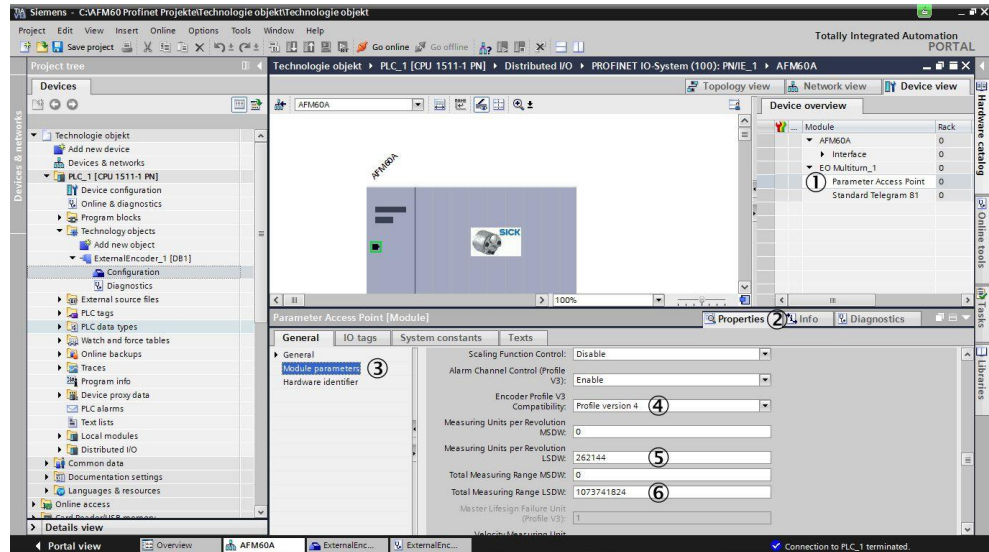 Siemens - C:\AFM60 Profinet Projekte\Technologie objekt\Technologie objekt
Project Edit View Insert Online Options Tools Window Help
Totally Integrated Automation
PORTAL
Save project
Go online
Go offline
Project tree
Technologie objekt PLC_1 [CPU 1511-1 PN] Distributed I/O PROFINET IO-System (100): PN/IE_1 AFM60A
Devices
Topology view
Network view
Device view
AFM60A
Device overview
... Module Rack
Technologie objekt
AFM60A 0
Add new device
Interface 0
Devices & networks
EO Multiturn_1 0
PLC_1 [CPU 1511-1 PN]
① Parameter Access Point 0
Device configuration
Standard Telegram 81 0
Online & diagnostics
Program blocks
Technology objects
Add new object
ExternalEncoder_1 [DB1]
Configuration
Diagnostics
External source files
PLC tags
PLC data types
Watch and force tables
Online backups
Traces
Program info
Device proxy data
PLC alarms
Text lists
Local modules
Distributed I/O
Common data
Documentation settings
Languages & resources
Online access
Card Reader/USB memory
Details view
Devices & networks
AFM60A
SICK
100%
Parameter Access Point [Module]
Properties ② Info Diagnostics
General IO tags System constants Texts
General
Module parameters ③
Hardware identifier
Scaling Function Control: Disable
Alarm Channel Control (Profile
V3): Enable
Encoder Profile V3
Compatibility: Profile version 4 ④
Measuring Units per Revolution
MSDW: 0
Measuring Units per Revolution
LSDW: 262144 ⑤
Total Measuring Range MSDW: 0
Total Measuring Range LSDW: 1073741824 ⑥
Master Lifesign Failure Unit
(Profile V3): 1
Velocity Measuring Unit
Hardware catalog
Online tools
Tasks
Libraries
Portal view
Overview
AFM60A
ExternalEnc...
ExternalEnc...
Connection to PLC_1 terminated.